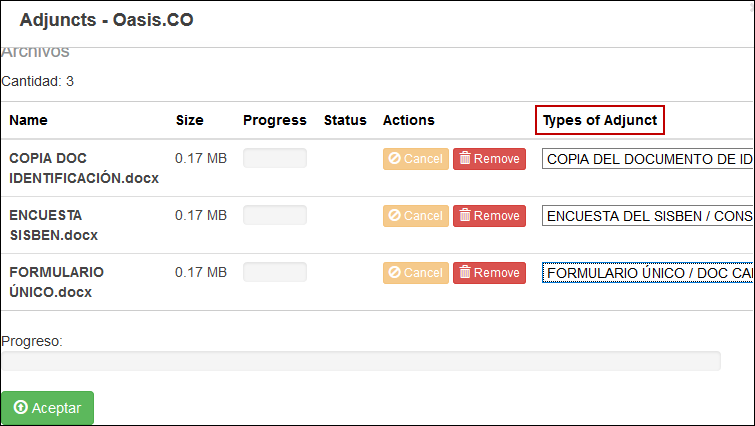 Adjuncts - Oasis.CO
Archivos
Cantidad: 3
Name Size Progress Status Actions Types of Adjunct
COPIA DOC IDENTIFICACIÓN.docx 0.17 MB Cancel Remove COPIA DEL DOCUMENTO DE ID
ENCUESTA SISBEN.docx 0.17 MB Cancel Remove ENCUESTA DEL SISBEN / CONS
FORMULARIO ÚNICO.docx 0.17 MB Cancel Remove FORMULARIO ÚNICO / DOC CA
Progreso:
Aceptar